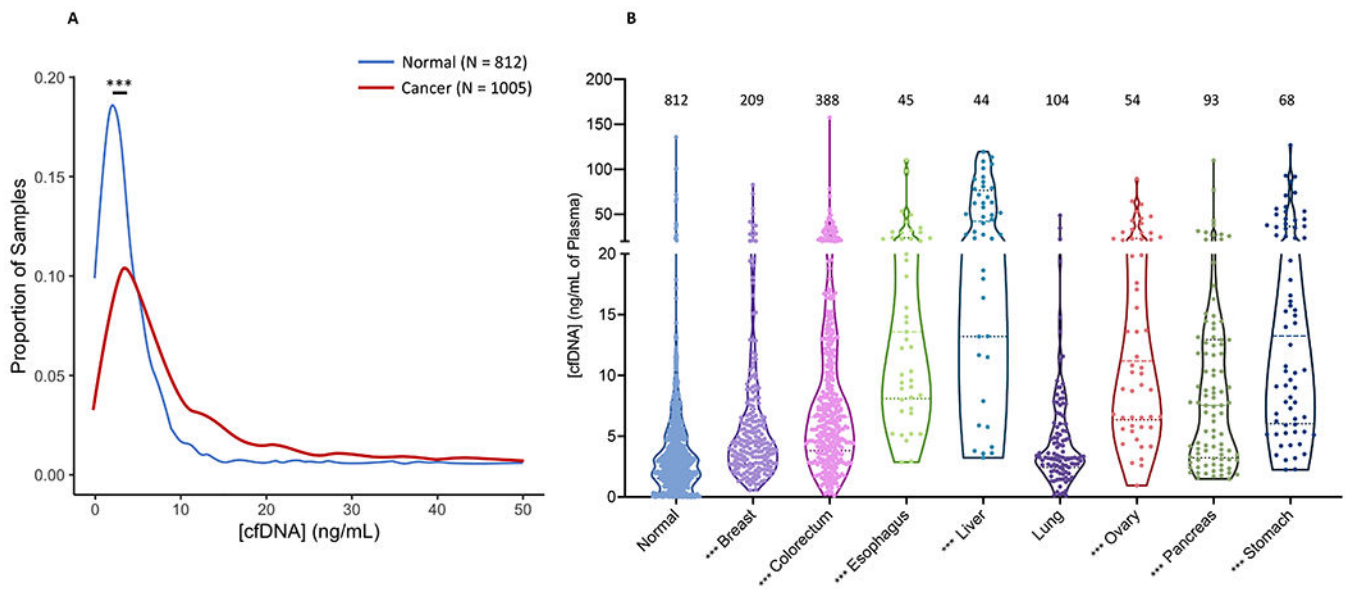 A
Normal (N = 812)
Cancer (N = 1005)
***
0.20
0.15
0.10
0.05
0.00
Proportion of Samples
0 10 20 30 40 50
[cfDNA] (ng/mL)
B
200
150
100
50
20
15
10
5
0
[cfDNA] (ng/mL of Plasma)
812 209 388 45 44 104 54 93 68
Normal
*** Breast
*** Colorectum
*** Esophagus
*** Liver
Lung
*** Ovary
*** Pancreas
*** Stomach